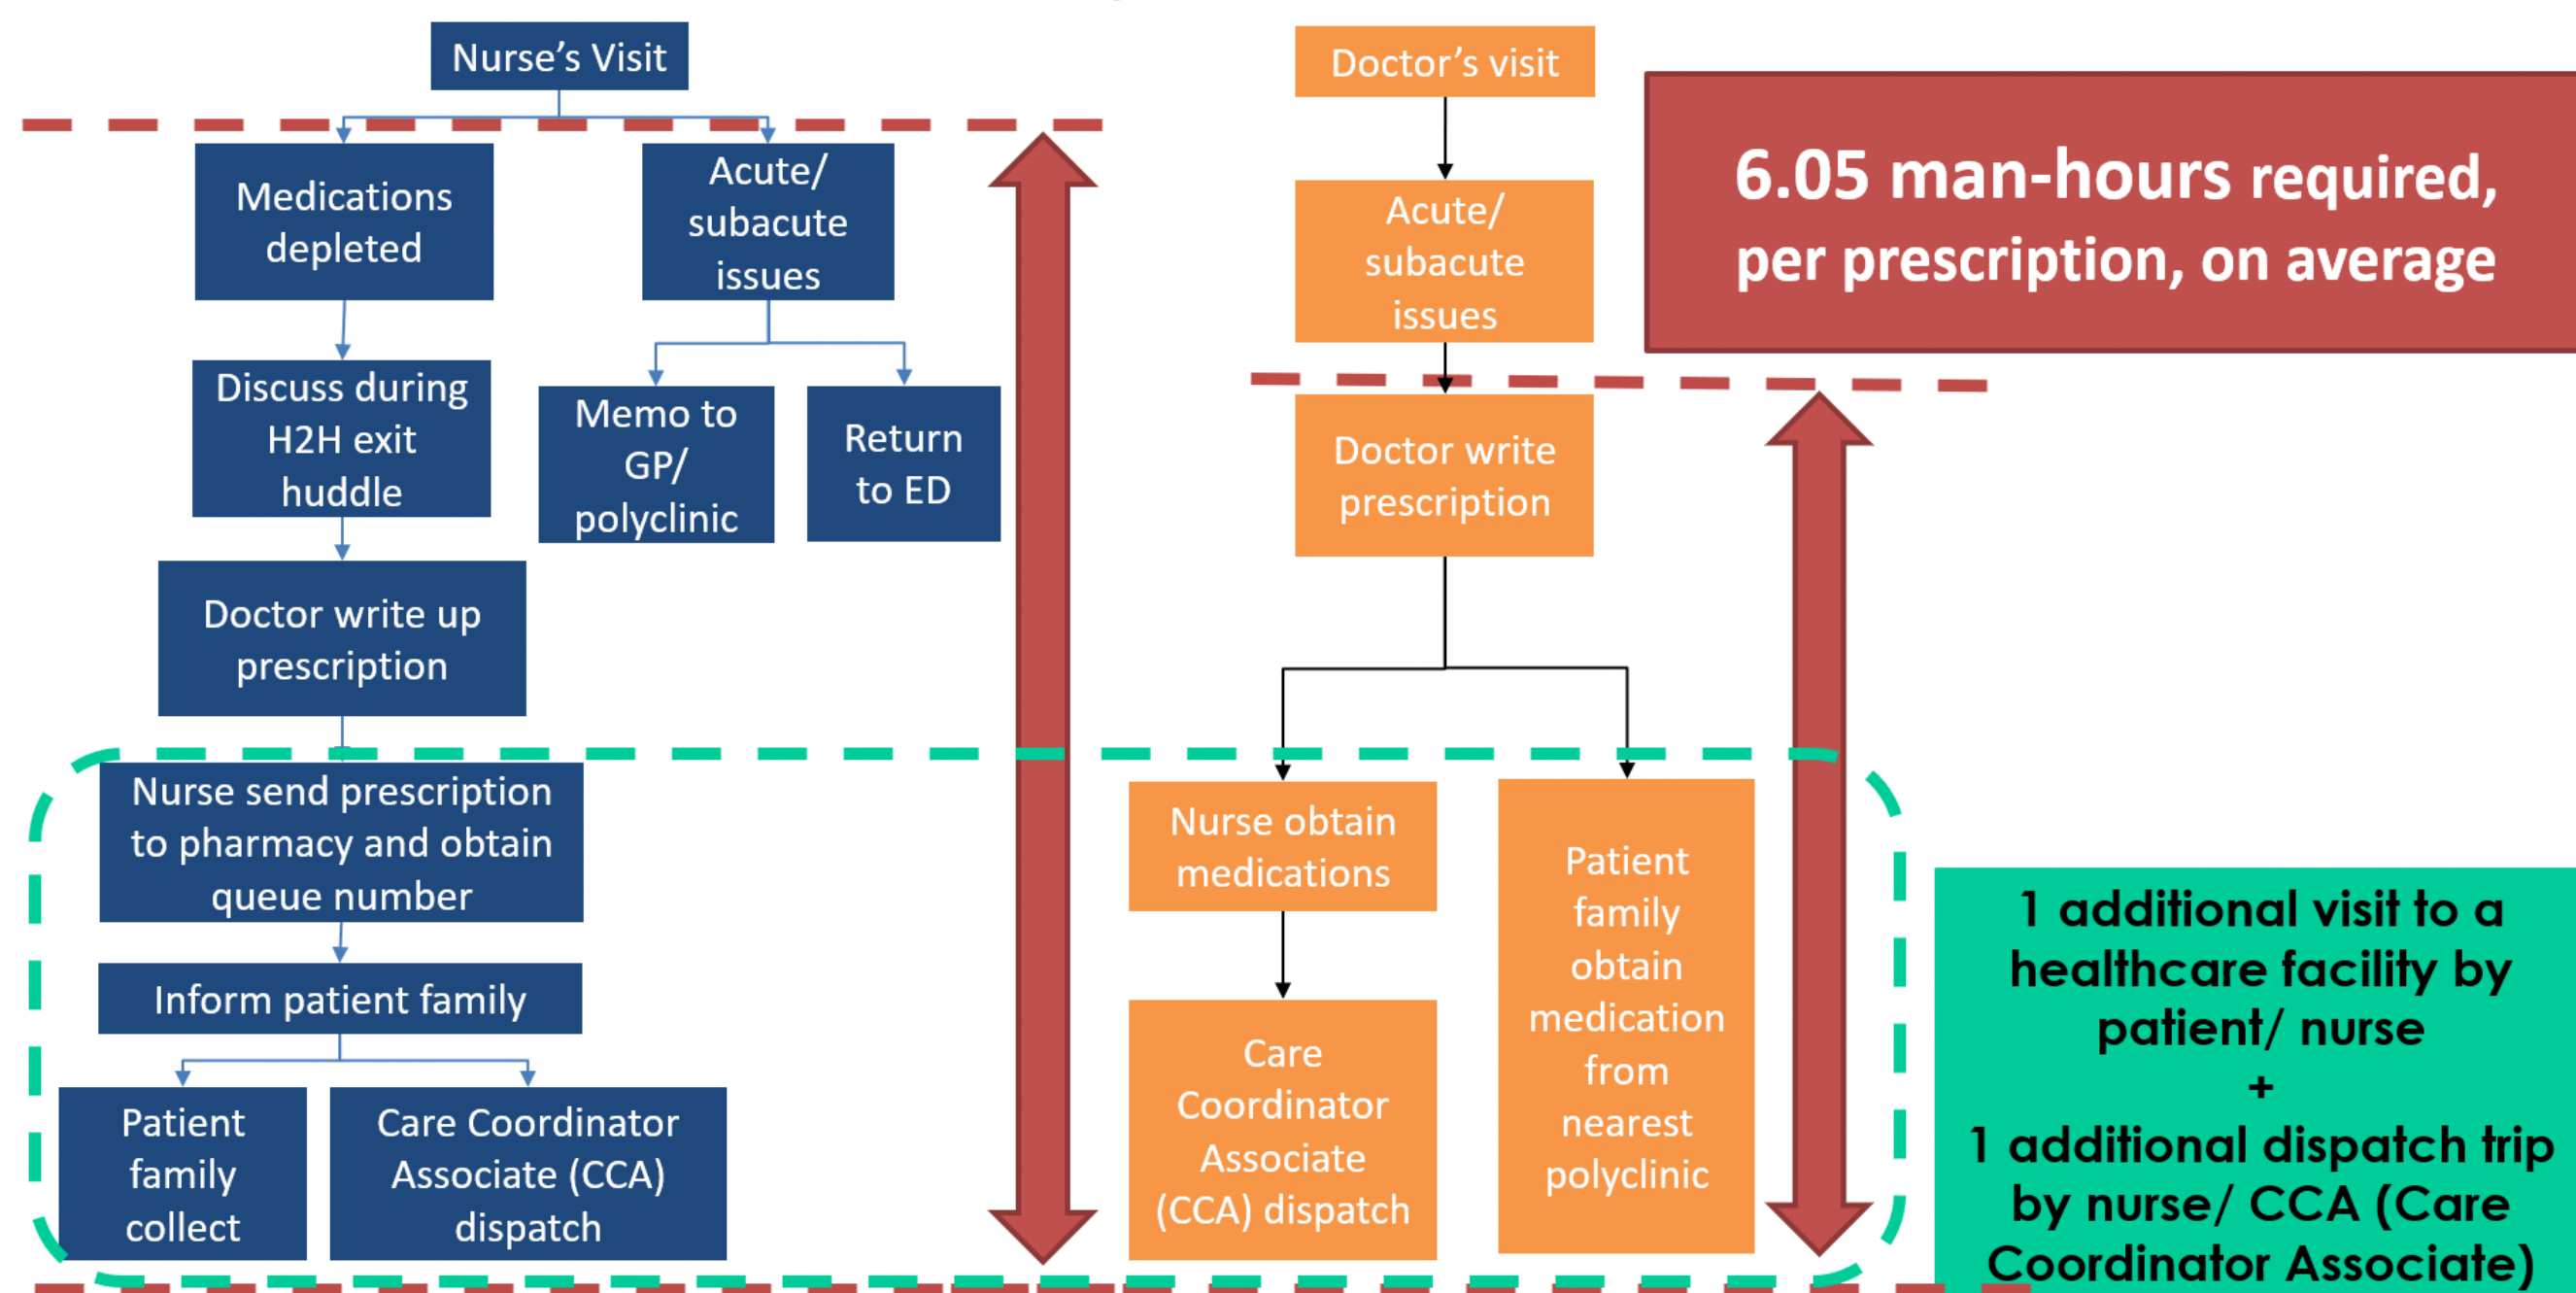 Nurse's Visit
Medications
depleted
Acute/
subacute
issues
Discuss during
H2H exit
huddle
Memo to
GP/
polyclinic
Return
to ED
Doctor write up
prescription
Nurse send prescription
to pharmacy and obtain
queue number
Inform patient family
Patient
family
collect
Care Coordinator
Associate (CCA)
dispatch
Doctor's visit
Acute/
subacute
issues
Doctor write
prescription
Nurse obtain
medications
Care
Coordinator
Associate
(CCA) dispatch
Patient
family
obtain
medication
from
nearest
polyclinic
6.05 man-hours required,
per prescription, on average
1 additional visit to a
healthcare facility by
patient/ nurse
+
1 additional dispatch trip
by nurse/ CCA (Care
Coordinator Associate)